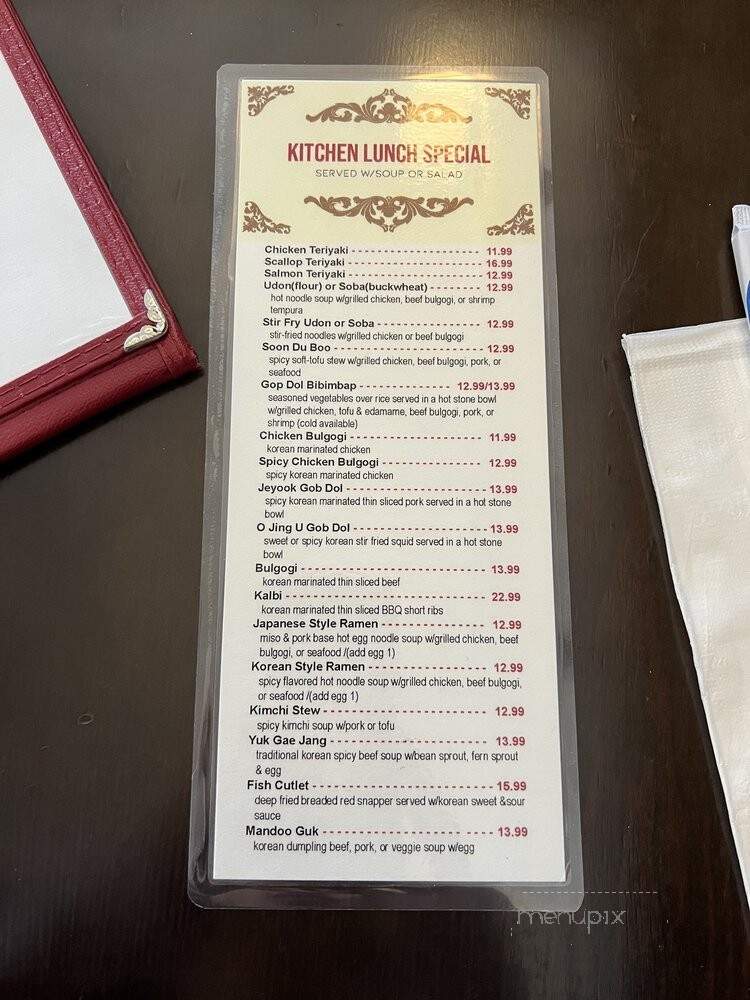 KITCHEN LUNCH SPECIAL
SERVED W/SOUP OR SALAD
Chicken Teriyaki - - - - - - - - - - - - - - - - - - - - 11.99
Scallop Teriyaki - - - - - - - - - - - - - - - - - - - - 16.99
Salmon Teriyaki - - - - - - - - - - - - - - - - - - - - 12.99
Udon(flour) or Soba(buckwheat) - - - - - - - - 12.99
hot noodle soup w/grilled chicken, beef bulgogi, or shrimp
tempura
Stir Fry Udon or Soba - - - - - - - - - - - - - - - - 12.99
stir-fried noodles w/grilled chicken or beef bulgogi
Soon Du Boo - - - - - - - - - - - - - - - - - - - - - - 12.99
spicy soft-tofu stew w/grilled chicken, beef bulgogi, pork, or
seafood
Gop Dol Bibimbap - - - - - - - - - - - - - - 12.99/13.99
seasoned vegetables over rice served in a hot stone bowl
w/grilled chicken, tofu & edamame, beef bulgogi, pork, or
shrimp (cold available)
Chicken Bulgogi - - - - - - - - - - - - - - - - - - - - 11.99
korean marinated chicken
Spicy Chicken Bulgogi - - - - - - - - - - - - - - - 12.99
spicy korean marinated chicken
Jeyook Gob Dol - - - - - - - - - - - - - - - - - - - - 13.99
spicy korean marinated thin sliced pork served in a hot stone
bowl
O Jing U Gob Dol - - - - - - - - - - - - - - - - - - - - 13.99
sweet or spicy korean stir fried squid served in a hot stone
bowl
Bulgogi - - - - - - - - - - - - - - - - - - - - - - - - - - - 13.99
korean marinated thin sliced beef
Kalbi - - - - - - - - - - - - - - - - - - - - - - - - - - - - - 22.99
korean marinated thin sliced BBQ short ribs
Japanese Style Ramen - - - - - - - - - - - - - - - 12.99
miso & pork base hot egg noodle soup w/grilled chicken, beef
bulgogi, or seafood /(add egg 1)
Korean Style Ramen - - - - - - - - - - - - - - - - - 12.99
spicy flavored hot noodle soup w/grilled chicken, beef bulgogi,
or seafood /(add egg 1)
Kimchi Stew - - - - - - - - - - - - - - - - - - - - - - - - 12.99
spicy kimchi soup w/pork or tofu
Yuk Gae Jang - - - - - - - - - - - - - - - - - - - - - - - 13.99
traditional korean spicy beef soup w/bean sprout, fern sprout
& egg
Fish Cutlet - - - - - - - - - - - - - - - - - - - - - - - - - - 15.99
deep fried breaded red snapper served w/korean sweet &sour
sauce
Mandoo Guk - - - - - - - - - - - - - - - - - - - - - - - - 13.99
korean dumpling beef, pork, or veggie soup w/egg
menupix